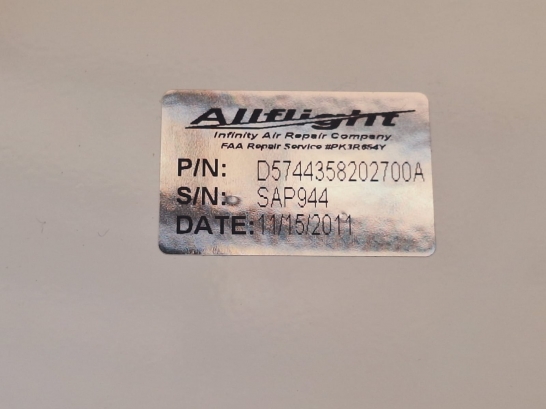 Allflight
Infinity Air Repair Company
FAA Repair Service #PK3R654Y
P/N: D5744358202700A
S/N: SAP944
DATE: 11/15/2011